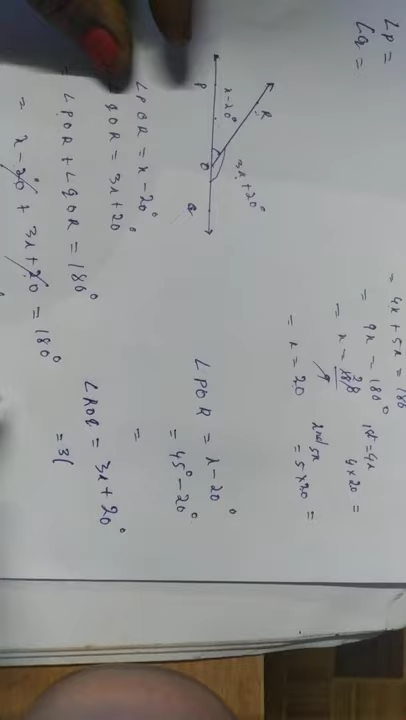 ∠P =
∠Q =
= 4x + 5x = 180
= 9x = 180°
= x = 180 20
= x = 20
1st = 4x
4 × 20 =
2nd 5x
= 5 × 20 =
R
x - 20°
3x + 20°
P
O
Q
∠POR = x - 20°
QOR = 3x + 20°
= ∠POR + ∠QOR = 180°
= x - 20 + 3x + 20 = 180°
∠POR = x - 20°
= 45° - 20°
=
∠ROQ = 3x + 20°
= 3(